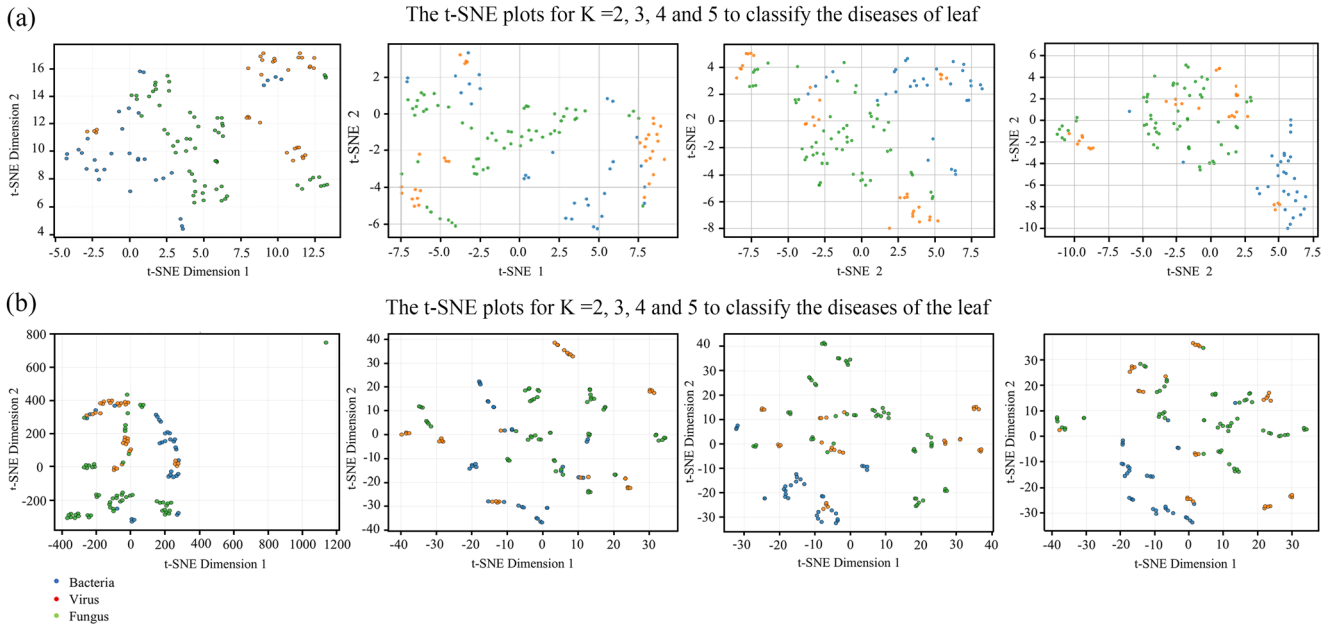 (a)
The t-SNE plots for K =2, 3, 4 and 5 to classify the diseases of leaf
t-SNE Dimension 2
16
14
12
10
8
6
4
-5.0 -2.5 0.0 2.5 5.0 7.5 10.0 12.5
t-SNE Dimension 1
t-SNE 2
2
0
-2
-4
-6
-7.5 -5.0 -2.5 0.0 2.5 5.0 7.5
t-SNE 1
t-SNE 2
4
2
0
-2
-4
-6
-8
-7.5 -5.0 -2.5 0.0 2.5 5.0 7.5
t-SNE 2
t-SNE 2
6
4
2
0
-2
-4
-6
-8
-10
-10.0 -7.5 -5.0 -2.5 0.0 2.5 5.0 7.5
t-SNE 2
(b)
The t-SNE plots for K =2, 3, 4 and 5 to classify the diseases of the leaf
t-SNE Dimension 2
800
600
400
200
0
-200
-400 -200 0 200 400 600 800 1000 1200
t-SNE Dimension 1
t-SNE Dimension 2
40
30
20
10
0
-10
-20
-30
-40
-40 -30 -20 -10 0 10 20 30
t-SNE Dimension 1
t-SNE Dimension 2
40
30
20
10
0
-10
-20
-30
-30 -20 -10 0 10 20 30 40
t-SNE Dimension 1
t-SNE Dimension 2
30
20
10
0
-10
-20
-30
-40 -30 -20 -10 0 10 20 30
t-SNE Dimension 1
Bacteria
Virus
Fungus